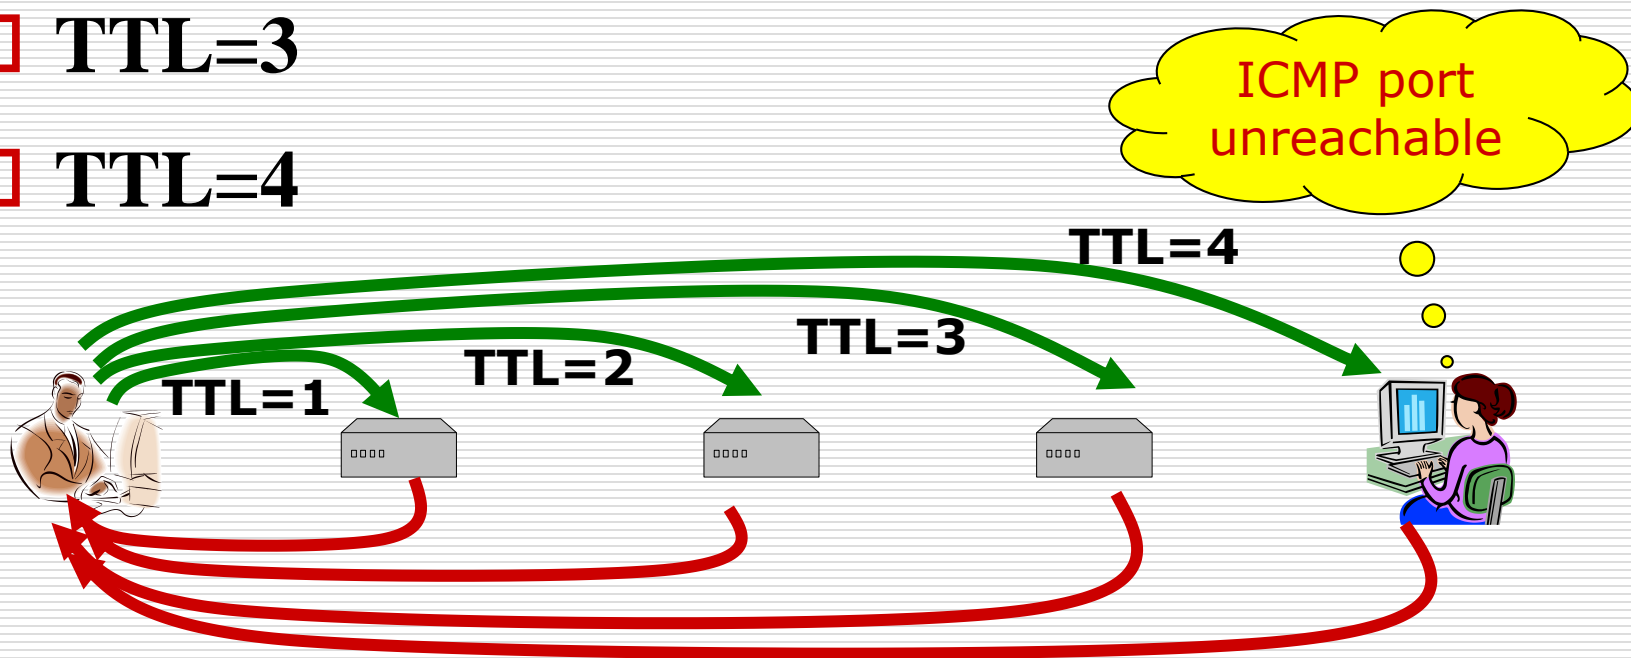 TTL=3
ICMP port
unreachable
TTL=4
TTL=4
TTL=3
TTL=2
TTL=1